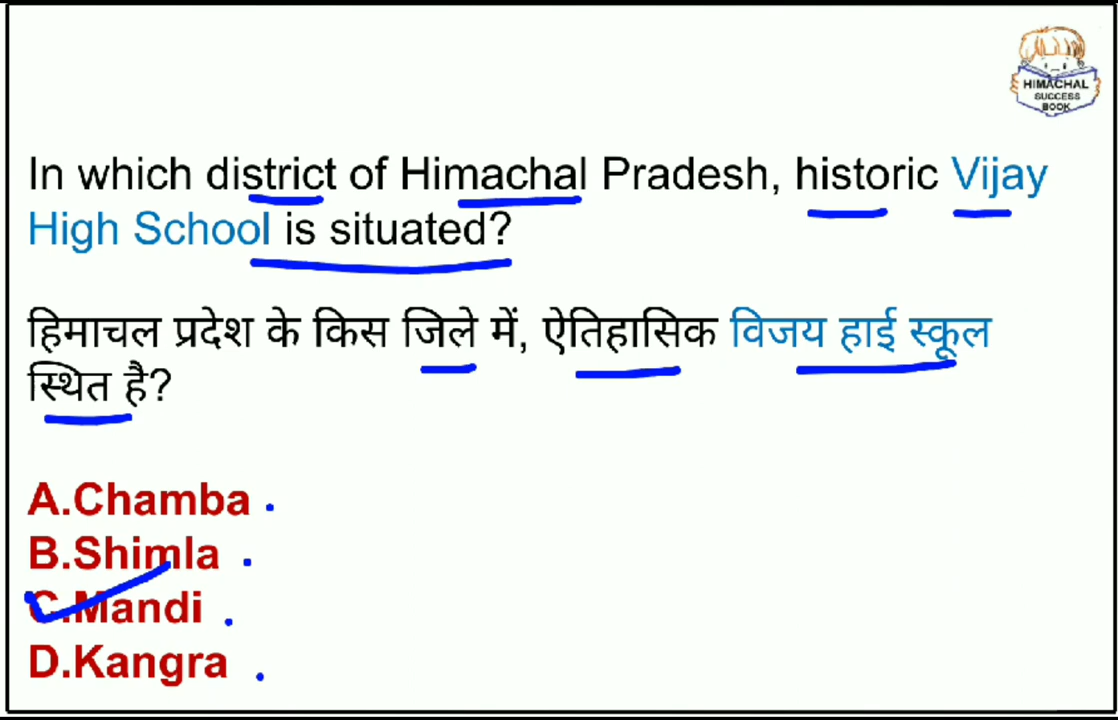 HIMACHAL
SUCCESS
BOOK
In which district of Himachal Pradesh, historic Vijay
High School is situated?
हिमाचल प्रदेश के किस जिले में, ऐतिहासिक विजय हाई स्कूल
स्थित है?
A.Chamba
B.Shimla
C.Mandi
D.Kangra